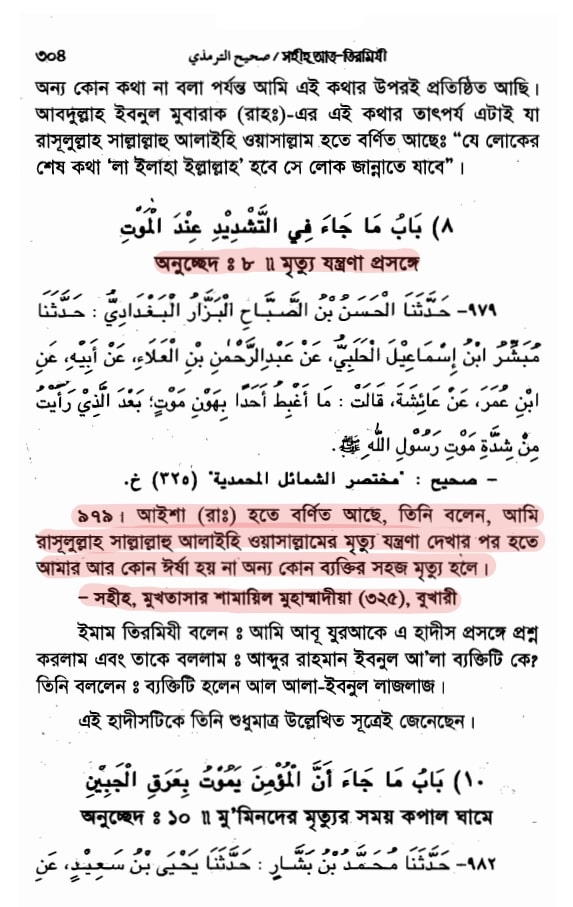 ৩০৪ صحيح الترمذي / সহীহ আত-তিরমিযী
অন্য কোন কথা না বলা পর্যন্ত আমি এই কথার উপরই প্রতিষ্ঠিত আছি।
আবদুল্লাহ ইবনুল মুবারাক (রাহঃ)-এর এই কথার তাৎপর্য এটাই যা
রাসূলুল্লাহ সাল্লাল্লাহু আলাইহি ওয়াসাল্লাম হতে বর্ণিত আছেঃ “যে লোকের
শেষ কথা ‘লা ইলাহা ইল্লাল্লাহ’ হবে সে লোক জান্নাতে যাবে”।
٨) بَابُ مَا جَاءَ فِي التَّشْدِيْدِ عِنْدَ الْمَوْتِ
অনুচ্ছেদ ঃ ৮ ॥ মৃত্যু যন্ত্রণা প্রসঙ্গে
٩٧٩- حَدَّثَنَا الْحَسَنُ بْنُ الصَّبَّاحِ الْبَزَّارُ الْبَغْدَادِيُّ : حَدَّثَنَا
مُبَشِّرُ ابْنُ إِسْمَاعِيْلَ الْحَلَبِيُّ، عَنْ عَبْدِالرَّحْمٰنِ بْنِ الْعَلَاءِ، عَنْ أَبِيْهِ، عَنِ
ابْنِ عُمَرَ، عَنْ عَائِشَةَ، قَالَتْ : مَا أَغْبِطُ أَحَدًا بِهَوْنِ مَوْتٍ؛ بَعْدَ الَّذِيْ رَأَيْتُ
مِنْ شِدَّةِ مَوْتِ رَسُوْلِ اللّٰهِ ﷺ.
- صحيح : "مختصر الشمائل المحمدية" (٣٢٥) خ.
৯৭৯। আইশা (রাঃ) হতে বর্ণিত আছে, তিনি বলেন, আমি
রাসূলুল্লাহ সাল্লাল্লাহু আলাইহি ওয়াসাল্লামের মৃত্যু যন্ত্রণা দেখার পর হতে
আমার আর কোন ঈর্ষা হয় না অন্য কোন ব্যক্তির সহজ মৃত্যু হলে।
– সহীহ, মুখতাসার শামায়িল মুহাম্মাদীয়া (৩২৫), বুখারী
ইমাম তিরমিযী বলেন ঃ আমি আবূ যুরআকে এ হাদীস প্রসঙ্গে প্রশ্ন
করলাম এবং তাকে বললাম ঃ আব্দুর রাহমান ইবনুল আ’লা ব্যক্তিটি কে?
তিনি বললেন ঃ ব্যক্তিটি হলেন আল আলা-ইবনুল লাজলাজ।
এই হাদীসটিকে তিনি শুধুমাত্র উল্লেখিত সূত্রেই জেনেছেন।
١٠) بَابُ مَا جَاءَ أَنَّ الْمُؤْمِنَ يَمُوْتُ بِعَرَقِ الْجَبِيْنِ
অনুচ্ছেদ ঃ ১০ ॥ মু’মিনদের মৃত্যুর সময় কপাল ঘামে
٩٨٢- حَدَّثَنَا مُحَمَّدُ بْنُ بَشَّارٍ : حَدَّثَنَا يَحْيَى بْنُ سَعِيْدٍ، عَنِ